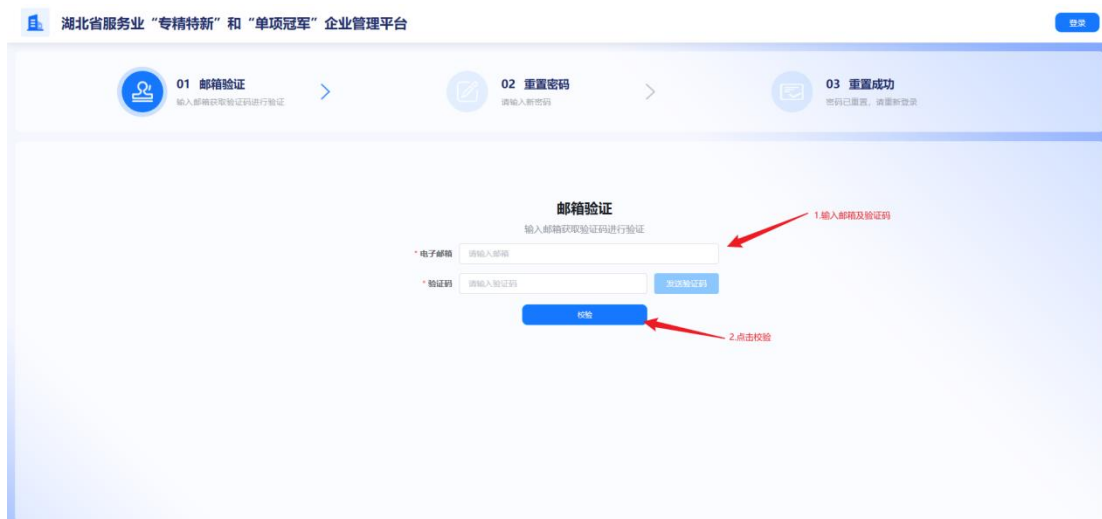 湖北省服务业“专精特新”和“单项冠军”企业管理平台
登录
01 邮箱验证
输入邮箱获取验证码进行验证
02 重置密码
请输入新密码
03 重置成功
密码已重置，请重新登录
邮箱验证
输入邮箱获取验证码进行验证
1.输入邮箱及验证码
* 电子邮箱 请输入邮箱
* 验证码 请输入验证码 发送验证码
校验
2.点击校验